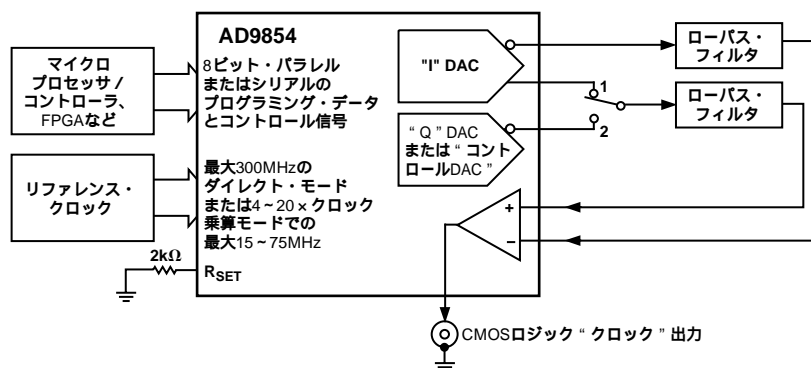 AD9854
マイクロ
プロセッサ /
コントローラ、
FPGAなど
8ビット・パラレル
またはシリアルの
プログラミング・データ
とコントロール信号
リファレンス・
クロック
最大300MHzの
ダイレクト・モード
または4~20×クロック
乗算モードでの
最大15~75MHz
2kΩ
RSET
"I" DAC
“ Q ” DAC
または“ コント
ロールDAC ”
1
2
ローパス・
フィルタ
ローパス・
フィルタ
+
−
CMOSロジック“ クロック ” 出力